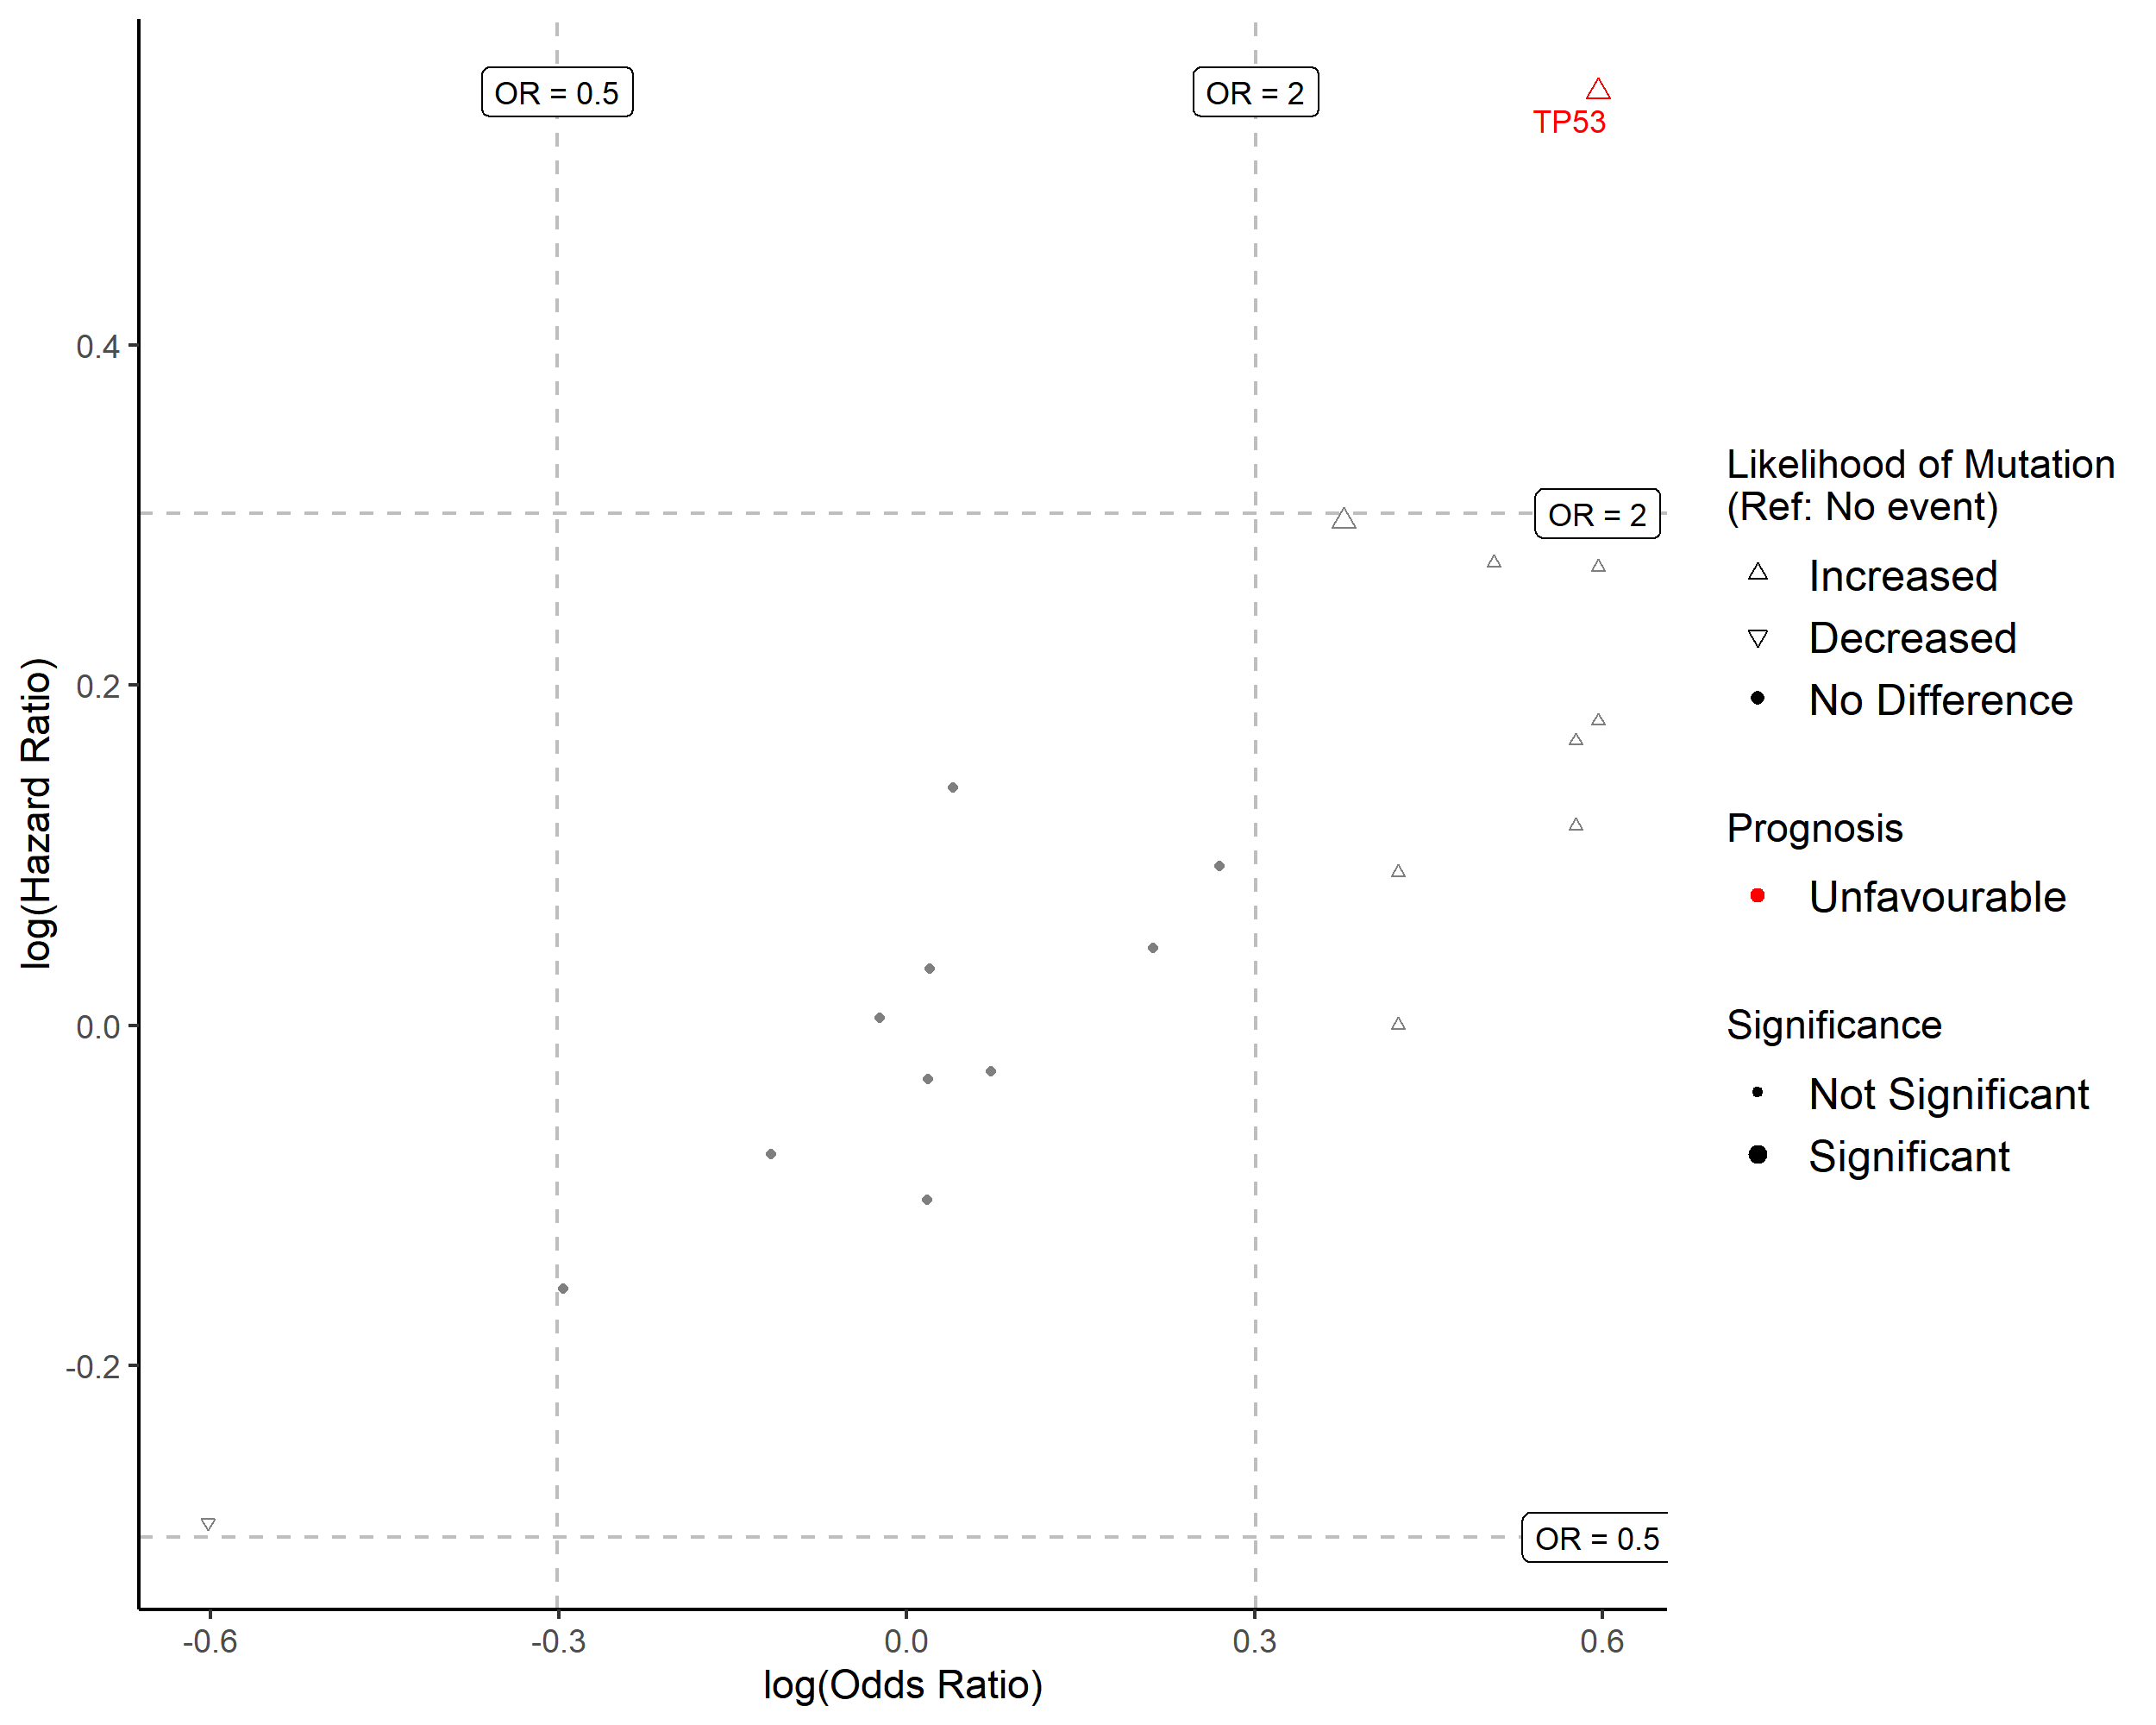 OR = 0.5
OR = 2
TP53
0.4
OR = 2
0.2
0.0
-0.2
OR = 0.5
log(Hazard Ratio)
-0.6
-0.3
0.0
0.3
0.6
log(Odds Ratio)
Likelihood of Mutation
(Ref: No event)
Increased
Decreased
No Difference
Prognosis
Unfavourable
Significance
Not Significant
Significant